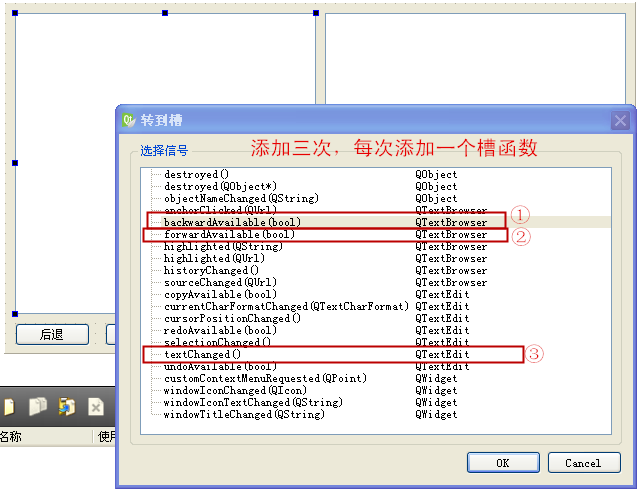 转到槽
选择信号
添加三次，每次添加一个槽函数
destroyed() QObject
destroyed(QObject*) QObject
objectNameChanged(QString) QObject
anchorClicked(QUrl) QTextBrowser
backwardAvailable(bool) QTextBrowser ①
forwardAvailable(bool) QTextBrowser ②
highlighted(QString) QTextBrowser
highlighted(QUrl) QTextBrowser
historyChanged() QTextBrowser
sourceChanged(QUrl) QTextBrowser
copyAvailable(bool) QTextEdit
currentCharFormatChanged(QTextCharFormat) QTextEdit
cursorPositionChanged() QTextEdit
redoAvailable(bool) QTextEdit
selectionChanged() QTextEdit
textChanged() QTextEdit ③
undoAvailable(bool) QTextEdit
customContextMenuRequested(QPoint) QWidget
windowIconChanged(QIcon) QWidget
windowIconTextChanged(QString) QWidget
windowTitleChanged(QString) QWidget
后退
名称 使用
OK Cancel